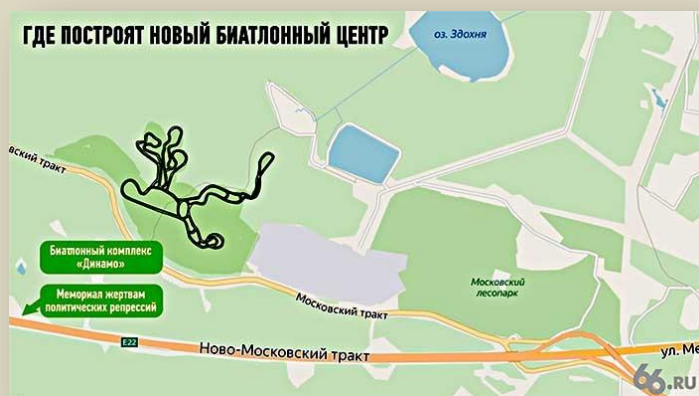 ГДЕ ПОСТРОЯТ НОВЫЙ БИАТЛОННЫЙ ЦЕНТР
оз. Здохня
вский тракт
Биатлонный комплекс
«Динамо»
Мемориал жертвам
политических репрессий
Московский
лесопарк
Московский тракт
E22
Ново-Московский тракт
ул. Ме
66.RU